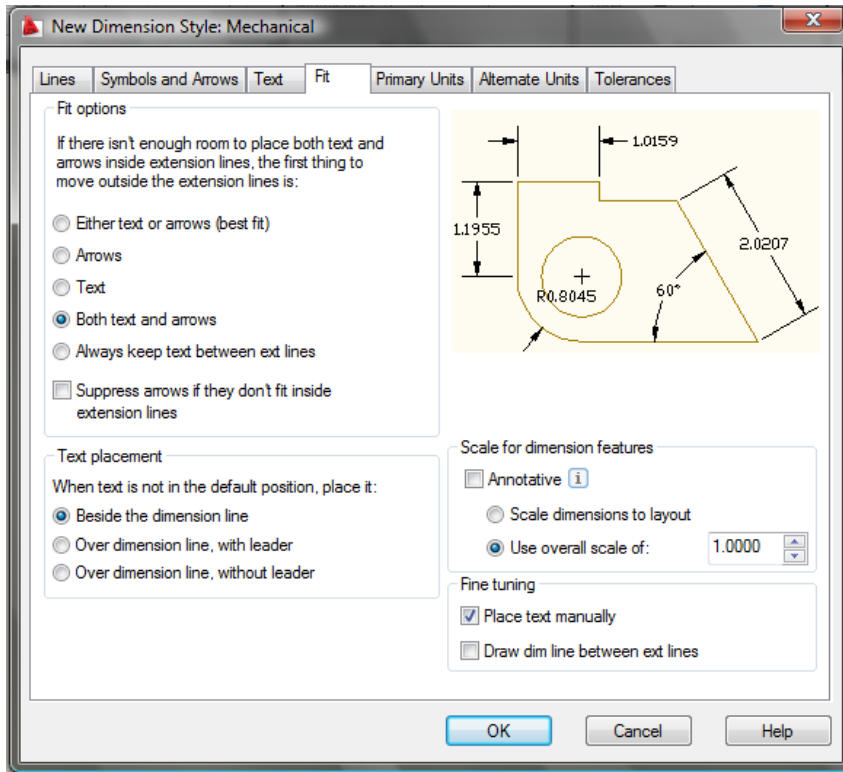 New Dimension Style: Mechanical
Lines
Symbols and Arrows
Text
Fit
Primary Units
Alternate Units
Tolerances
Fit options
If there isn't enough room to place both text and
arrows inside extension lines, the first thing to
move outside the extension lines is:
Either text or arrows (best fit)
Arrows
Text
Both text and arrows
Always keep text between ext lines
Suppress arrows if they don't fit inside
extension lines
Text placement
When text is not in the default position, place it:
Beside the dimension line
Over dimension line, with leader
Over dimension line, without leader
1.0159
1.1955
2.0207
R0.8045
60°
Scale for dimension features
Annotative
Scale dimensions to layout
Use overall scale of:
1.0000
Fine tuning
Place text manually
Draw dim line between ext lines
OK
Cancel
Help